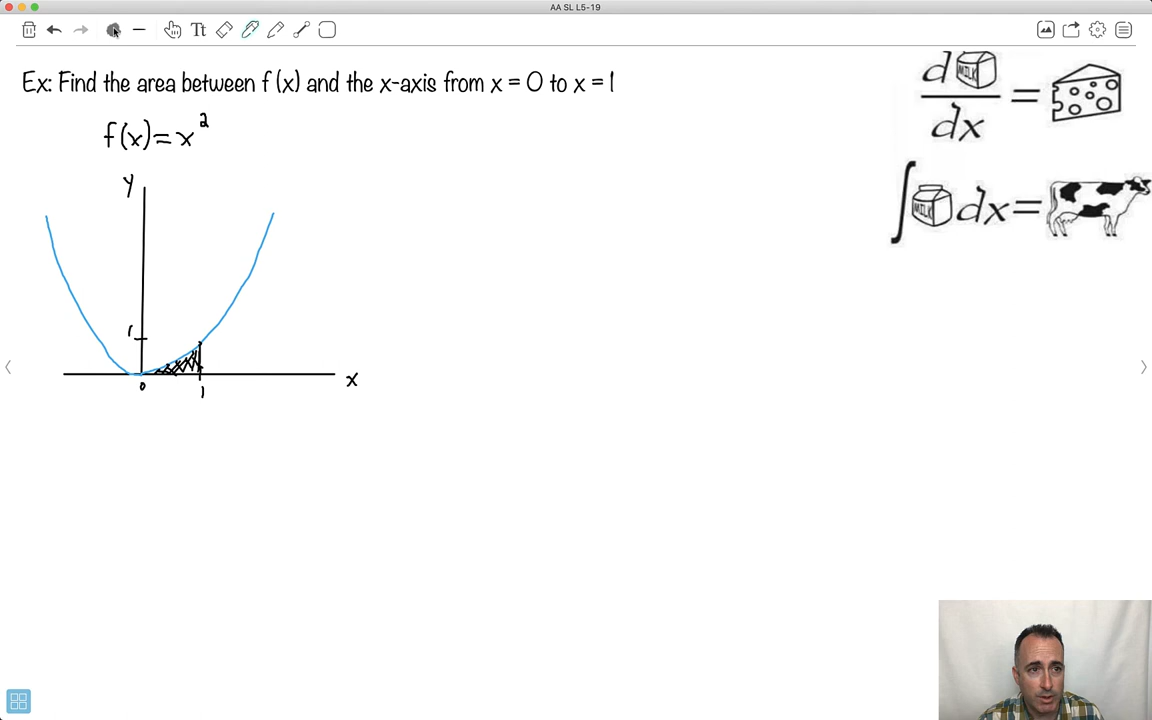 AA SL L5-19
Tt
Ex: Find the area between f (x) and the x-axis from x = 0 to x = 1
f(x) = x²
y
1
0
1
x
d MILK
dx
=
∫ MILK dx =